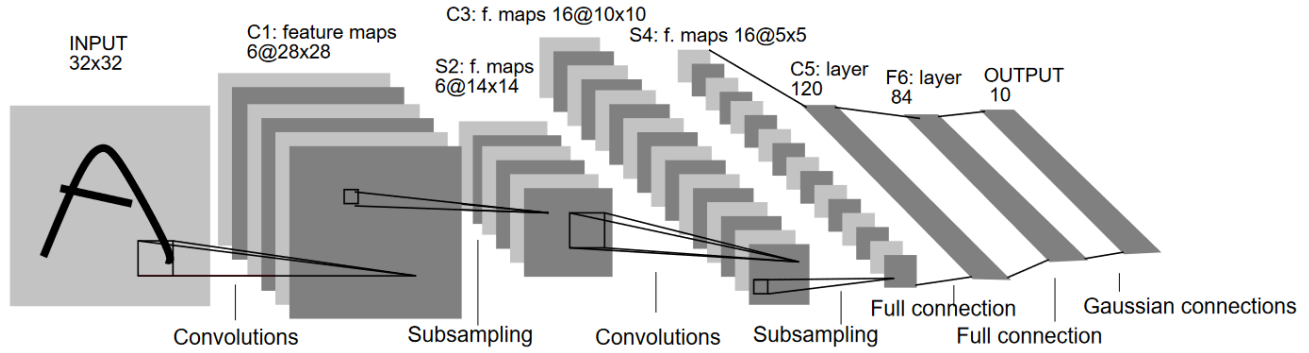 INPUT
32x32
C1: feature maps
6@28x28
S2: f. maps
6@14x14
C3: f. maps 16@10x10
S4: f. maps 16@5x5
C5: layer
120
F6: layer
84
OUTPUT
10
Convolutions
Subsampling
Convolutions
Subsampling
Full connection
Full connection
Gaussian connections